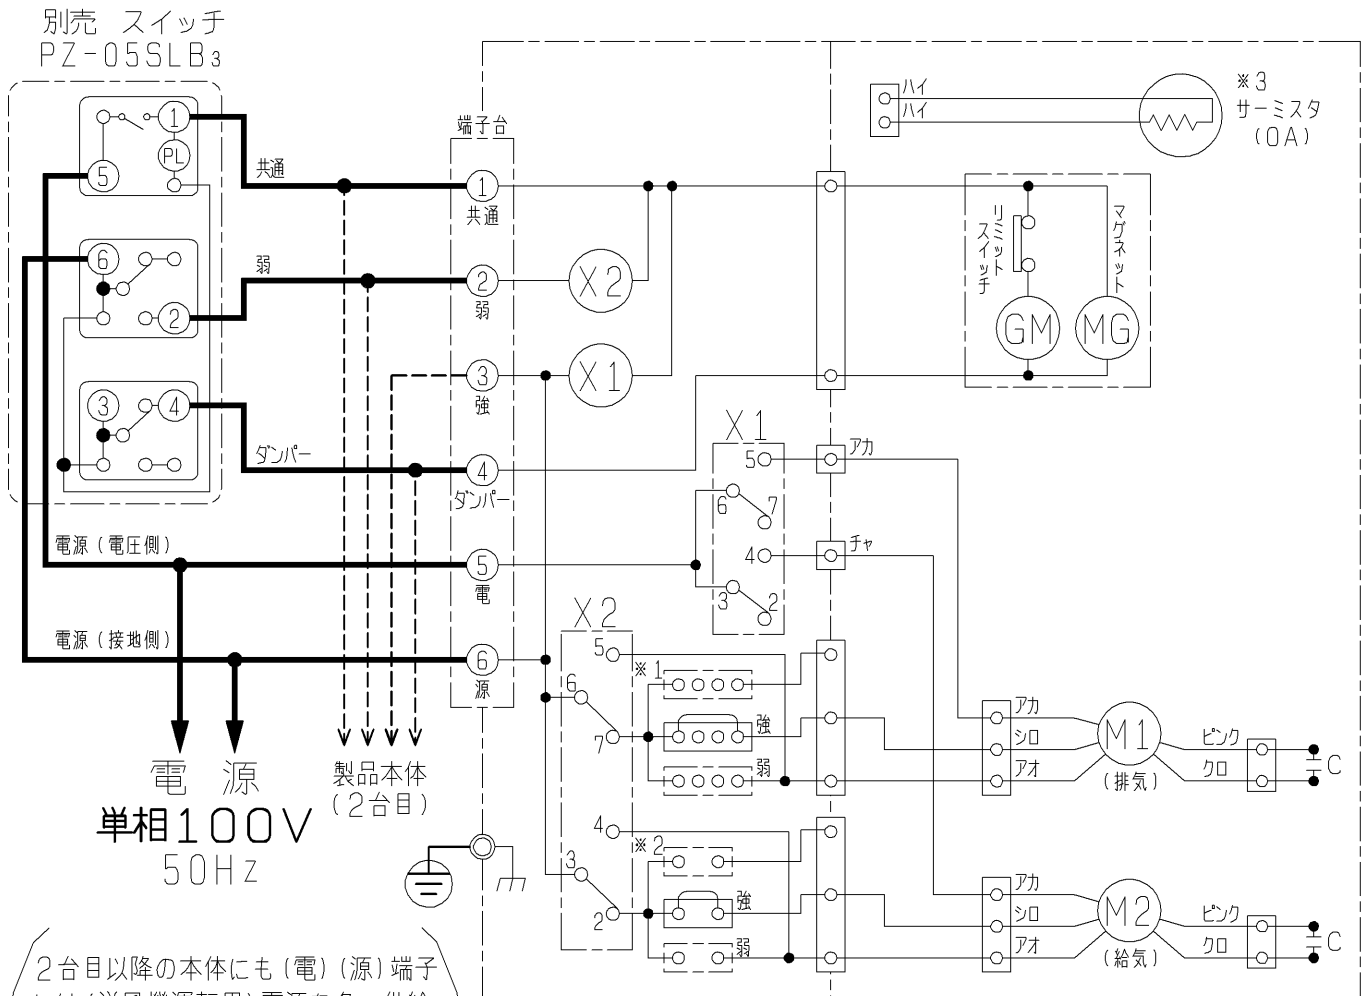 別売 スイッチ
PZ-05SLB₃
1
PL
5
6
2
3
4
共通
弱
ダンパー
電源(電圧側)
電源(接地側)
電 源
単相100V
50Hz
製品本体
(2台目)
端子台
1
共通
2
弱
3
強
4
ダンパー
5
電
6
源
X2
X1
※3
サーミスタ
(OA)
ハイ
ハイ
リミット
スイッチ
マグネット
GM
MG
X1
5
6
7
4
3
2
アカ
チャ
X2
5
6
7
4
3
2
※1
強
弱
※2
強
弱
アカ
シロ
アオ
M1
(排気)
ピンク
クロ
C
アカ
シロ
アオ
M2
(給気)
ピンク
クロ
C
2台目以降の本体にも(電)(源)端子